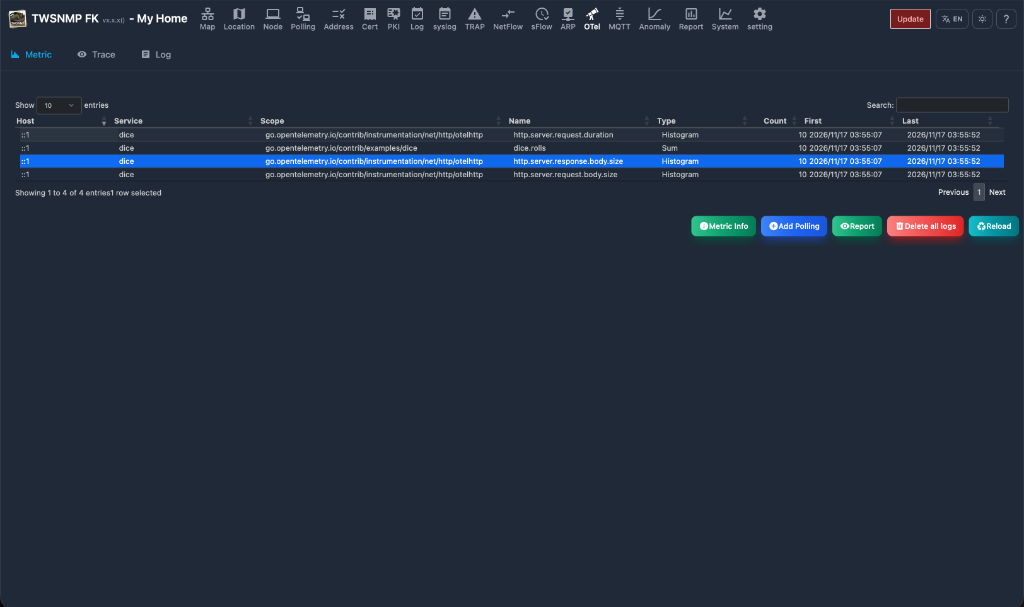 TWSNMP FK - My Home
Map Location Node Polling Address Cert PKI Log syslog TRAP NetFlow sFlow ARP OTel MQTT Anomaly Report System setting
Update EN ?
Metric Trace Log
Show 10 entries Search:
Host Service Scope Name Type Count First Last
::1 dice go.opentelemetry.io/contrib/instrumentation/net/http/otelhttp http.server.request.duration Histogram 10 2026/11/17 03:55:07 2026/11/17 03:55:52
::1 dice go.opentelemetry.io/contrib/examples/dice dice.rolls Sum 10 2026/11/17 03:55:07 2026/11/17 03:55:52
::1 dice go.opentelemetry.io/contrib/instrumentation/net/http/otelhttp http.server.response.body.size Histogram 10 2026/11/17 03:55:07 2026/11/17 03:55:52
::1 dice go.opentelemetry.io/contrib/instrumentation/net/http/otelhttp http.server.request.body.size Histogram 10 2026/11/17 03:55:07 2026/11/17 03:55:52
Showing 1 to 4 of 4 entries1 row selected Previous 1 Next
Metric Info Add Polling Report Delete all logs Reload